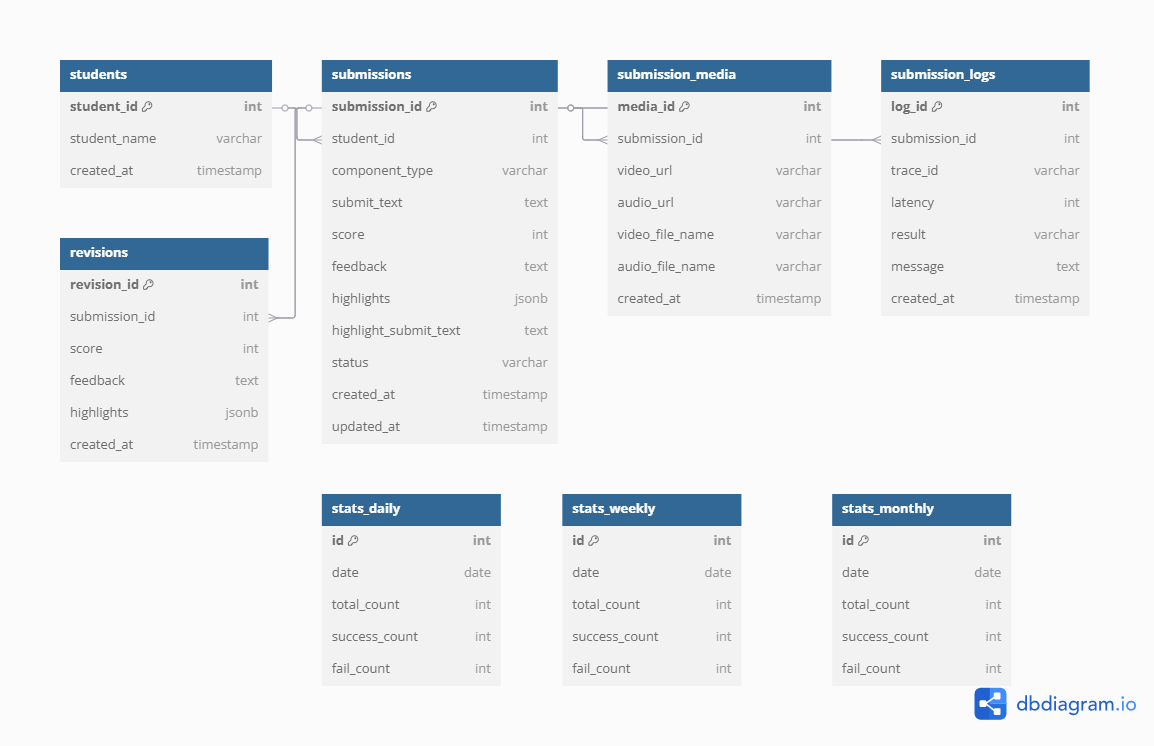 students
student_id int
student_name varchar
created_at timestamp
revisions
revision_id int
submission_id int
score int
feedback text
highlights jsonb
created_at timestamp
submissions
submission_id int
student_id int
component_type varchar
submit_text text
score int
feedback text
highlights jsonb
highlight_submit_text text
status varchar
created_at timestamp
updated_at timestamp
submission_media
media_id int
submission_id int
video_url varchar
audio_url varchar
video_file_name varchar
audio_file_name varchar
created_at timestamp
submission_logs
log_id int
submission_id int
trace_id varchar
latency int
result varchar
message text
created_at timestamp
stats_daily
id int
date date
total_count int
success_count int
fail_count int
stats_weekly
id int
date date
total_count int
success_count int
fail_count int
stats_monthly
id int
date date
total_count int
success_count int
fail_count int
dbdiagram.io